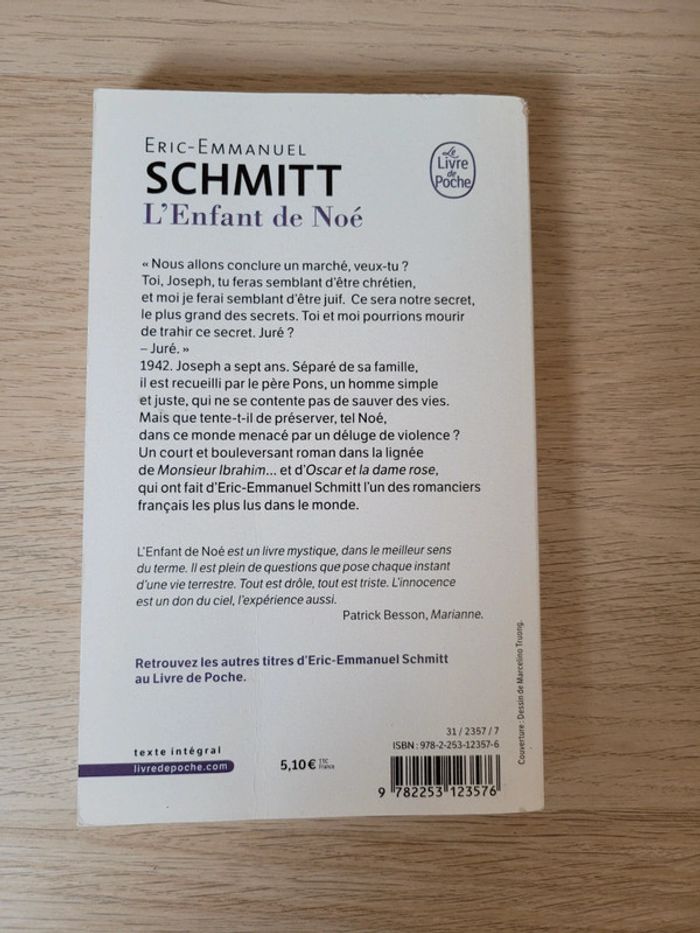 ERIC-EMMANUEL
SCHMITT
L'Enfant de Noé
Le
Livre
de
Poche
« Nous allons conclure un marché, veux-tu ?
Toi, Joseph, tu feras semblant d'être chrétien,
et moi je ferai semblant d'être juif. Ce sera notre secret,
le plus grand des secrets. Toi et moi pourrions mourir
de trahir ce secret. Juré ?
– Juré. »
1942. Joseph a sept ans. Séparé de sa famille,
il est recueilli par le père Pons, un homme simple
et juste, qui ne se contente pas de sauver des vies.
Mais que tente-t-il de préserver, tel Noé,
dans ce monde menacé par un déluge de violence ?
Un court et bouleversant roman dans la lignée
de Monsieur Ibrahim... et d'Oscar et la dame rose,
qui ont fait d'Eric-Emmanuel Schmitt l'un des romanciers
français les plus lus dans le monde.
L'Enfant de Noé est un livre mystique, dans le meilleur sens
du terme. Il est plein de questions que pose chaque instant
d'une vie terrestre. Tout est drôle, tout est triste. L'innocence
est un don du ciel, l'expérience aussi.
Patrick Besson, Marianne.
Retrouvez les autres titres d'Eric-Emmanuel Schmitt
au Livre de Poche.
Couverture : Dessin de Marcelino Truong.
texte intégral
livredepoche.com
5,10 € TTC
France
31 / 2357 / 7
ISBN : 978-2-253-12357-6
9 782253 123576